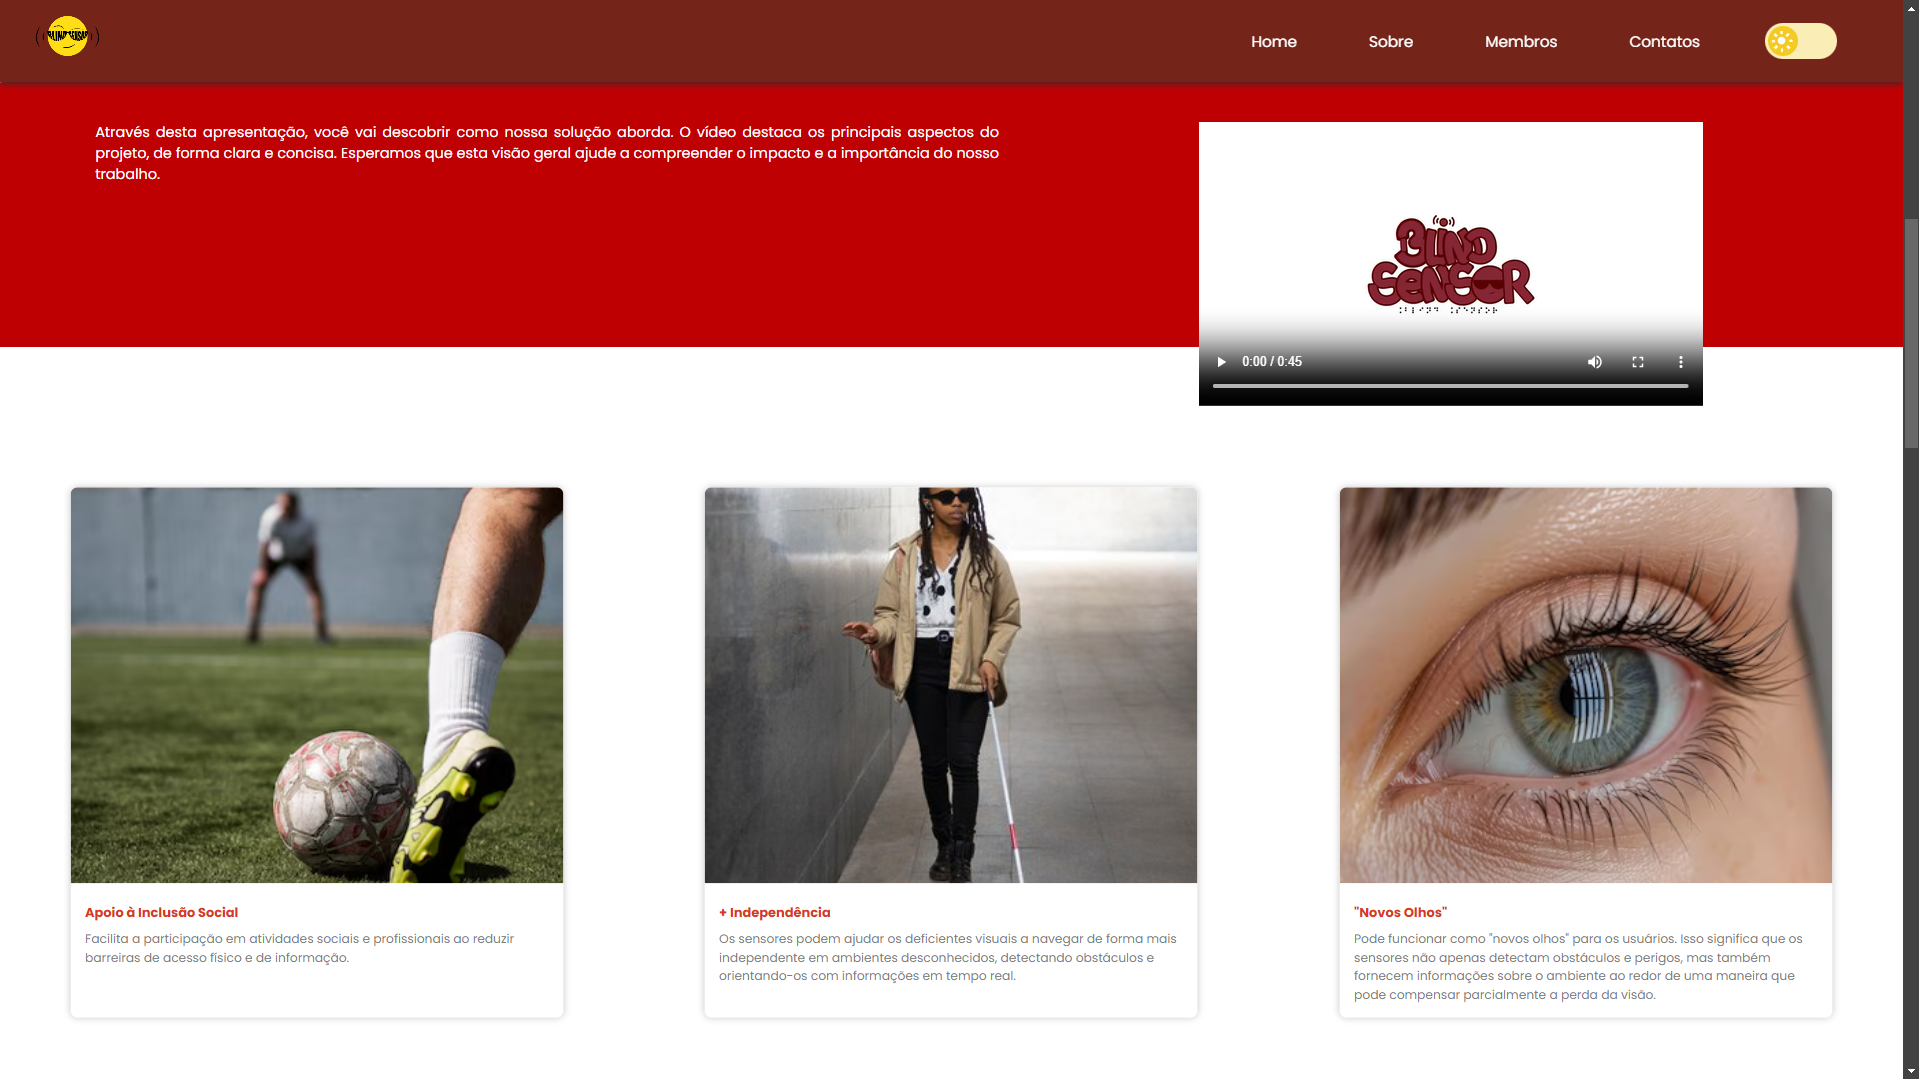 BLIND SENSOR
Home
Sobre
Membros
Contatos
Através desta apresentação, você vai descobrir como nossa solução aborda. O vídeo destaca os principais aspectos do
projeto, de forma clara e concisa. Esperamos que esta visão geral ajude a compreender o impacto e a importância do nosso
trabalho.
BLIND
SENSOR
0:00 / 0:45
Apoio à Inclusão Social
Facilita a participação em atividades sociais e profissionais ao reduzir
barreiras de acesso físico e de informação.
+ Independência
Os sensores podem ajudar os deficientes visuais a navegar de forma mais
independente em ambientes desconhecidos, detectando obstáculos e
orientando-os com informações em tempo real.
"Novos Olhos"
Pode funcionar como "novos olhos" para os usuários. Isso significa que os
sensores não apenas detectam obstáculos e perigos, mas também
fornecem informações sobre o ambiente ao redor de uma maneira que
pode compensar parcialmente a perda da visão.